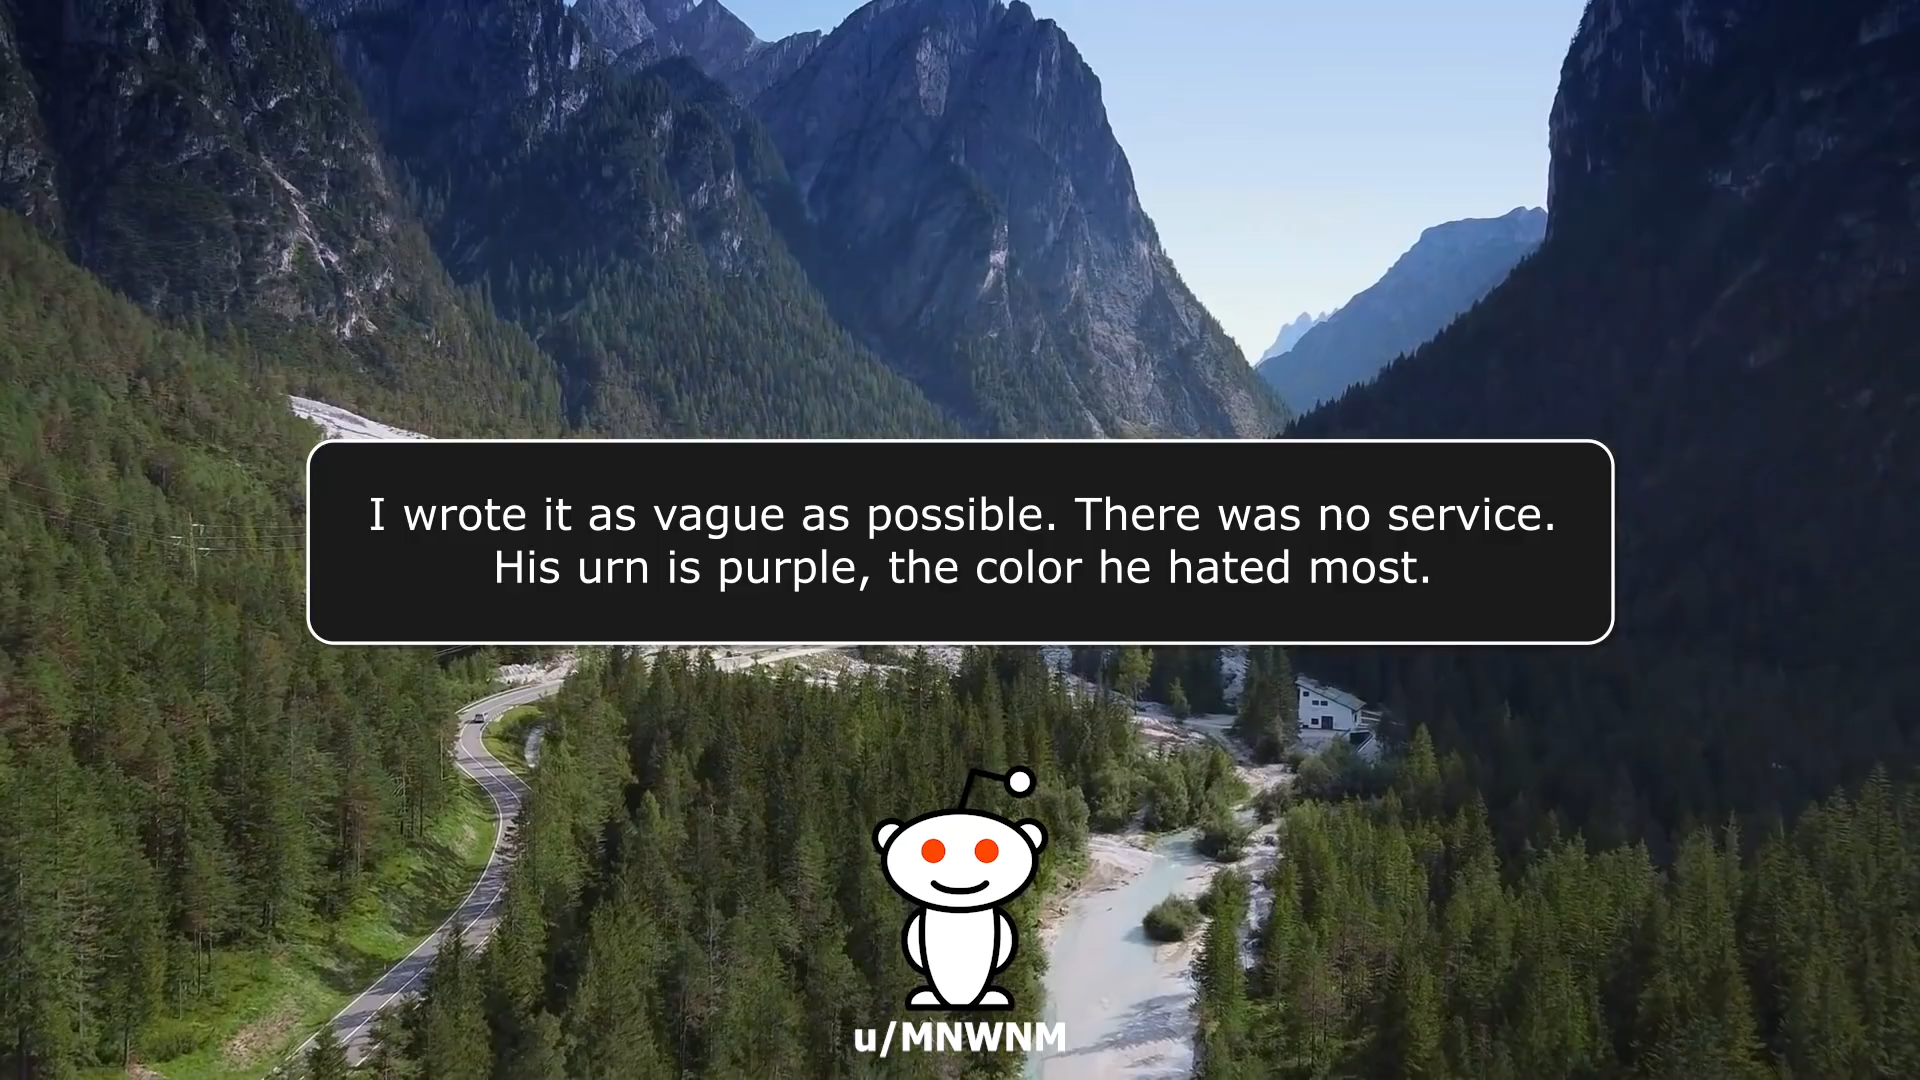 I wrote it as vague as possible. There was no service.
His urn is purple, the color he hated most.
u/MNWNM